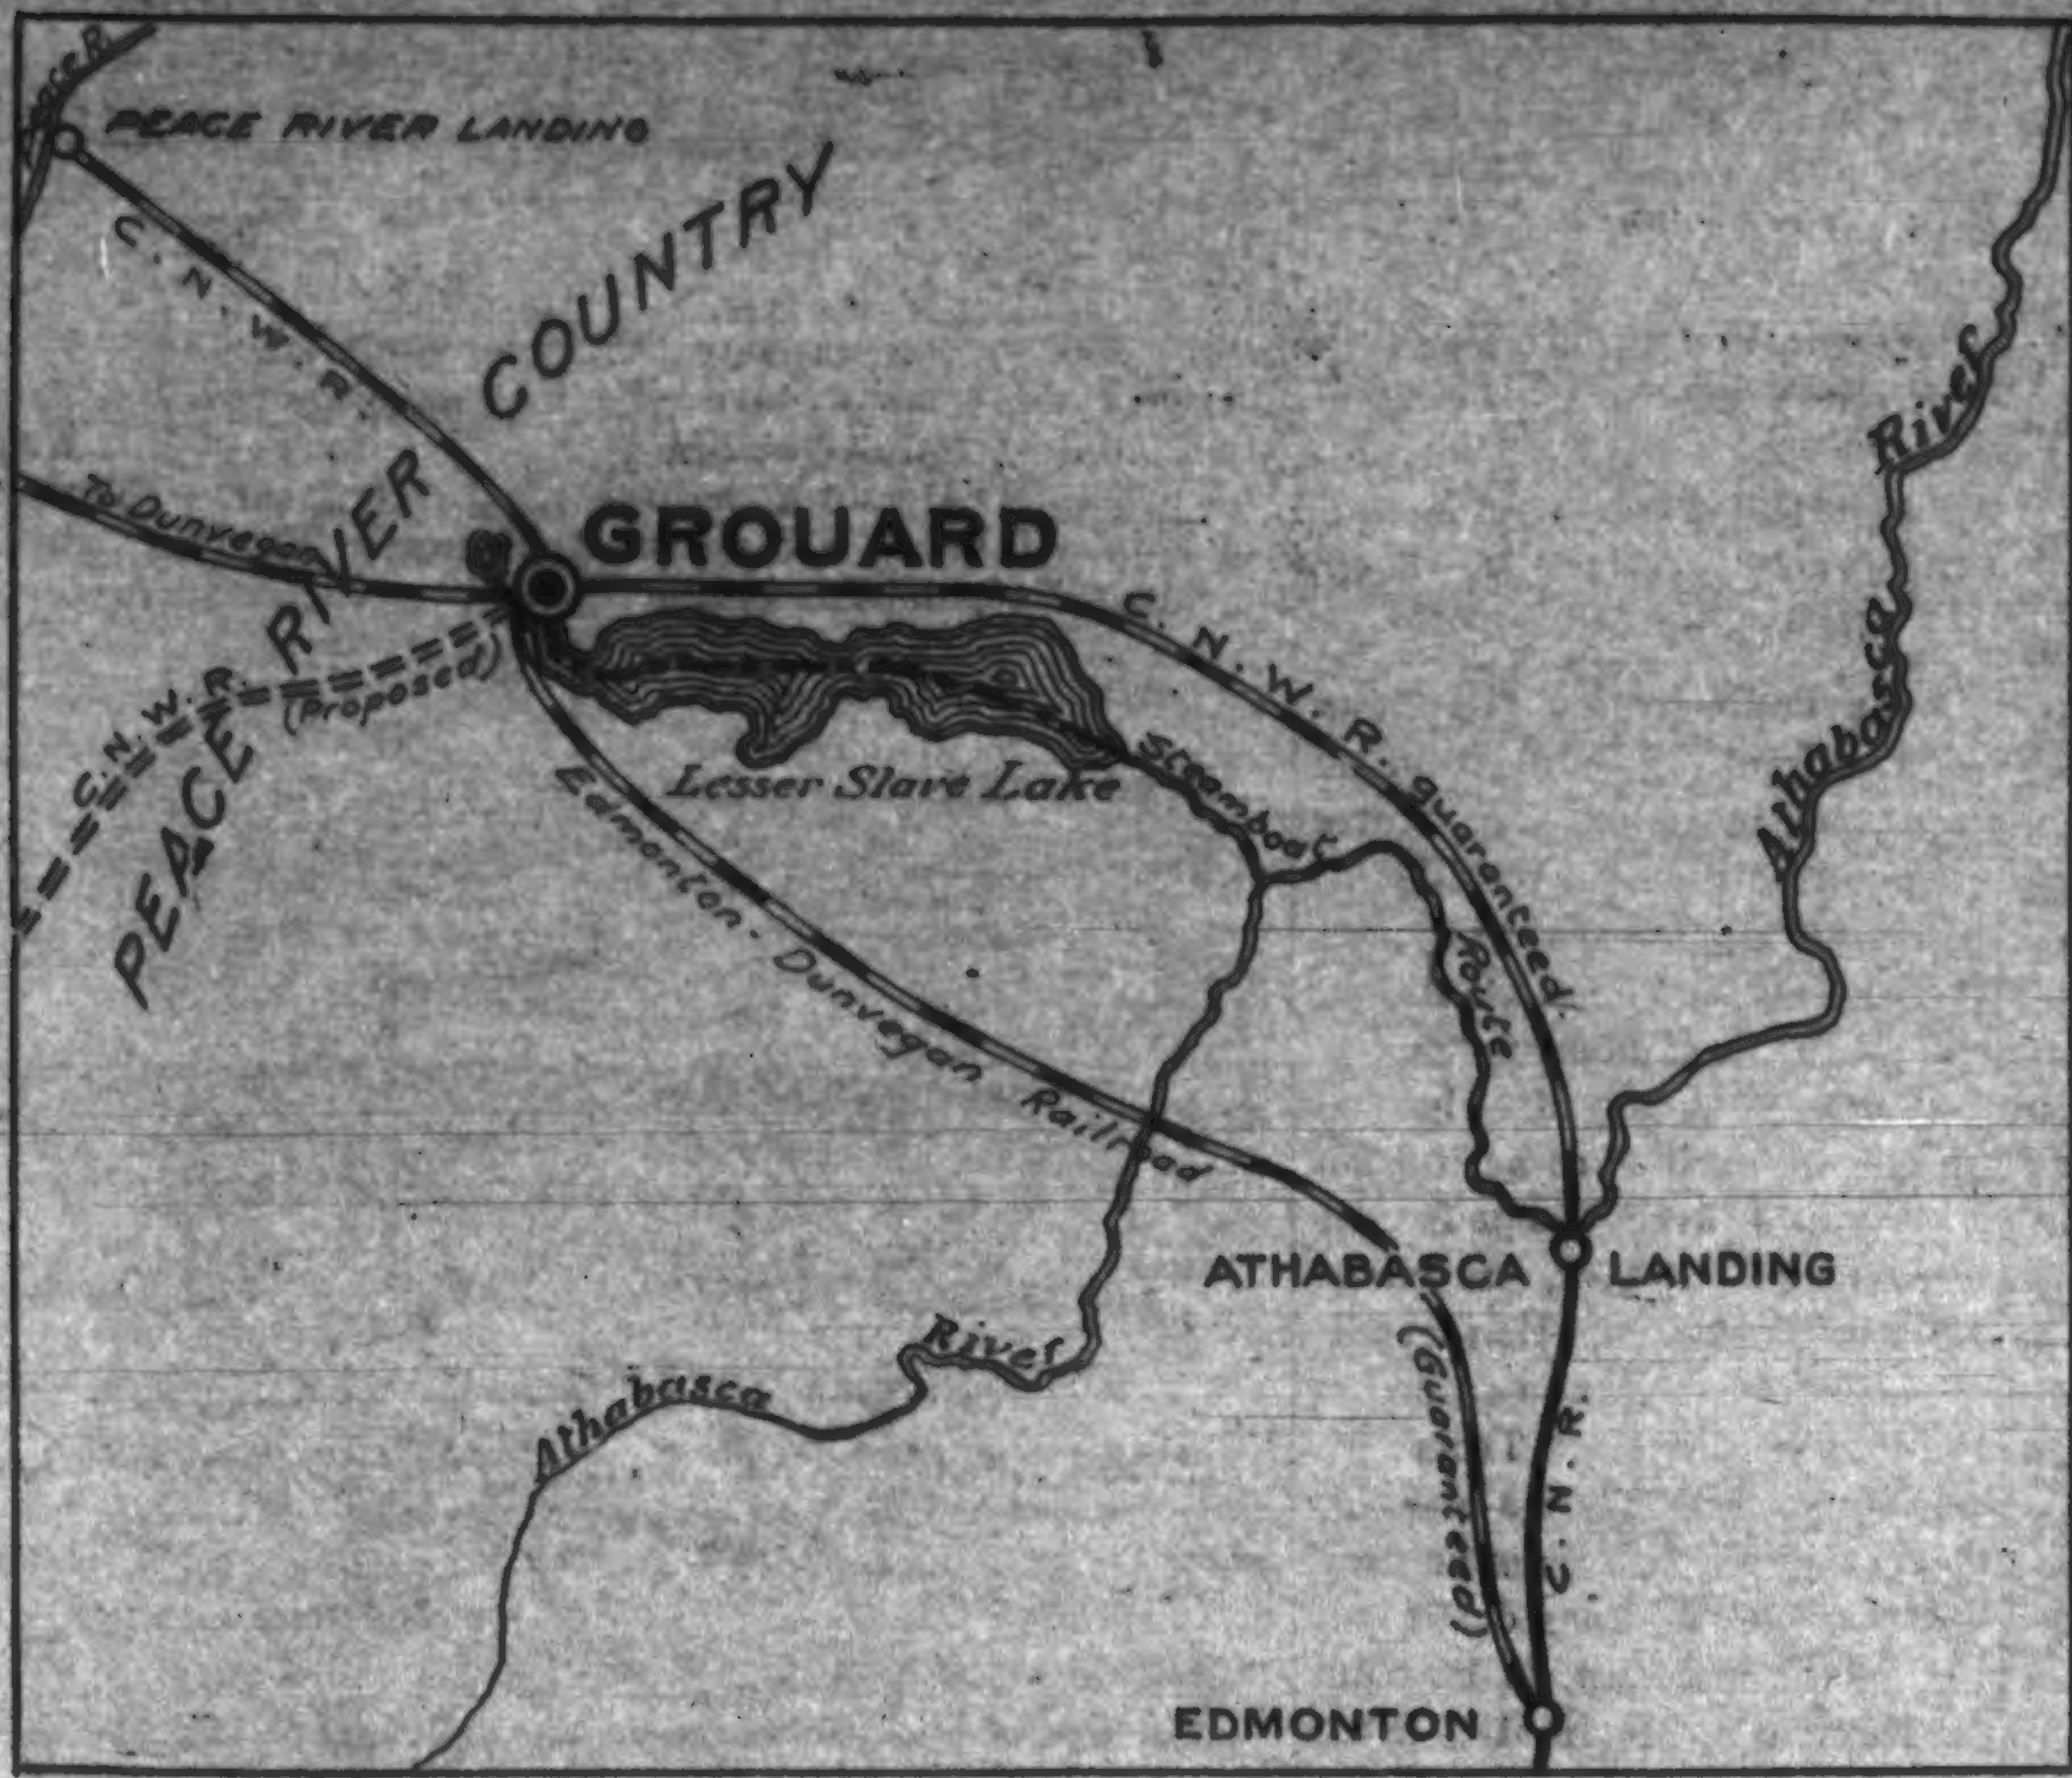 Peace R.
PEACE RIVER LANDING
C. N. W. R.
PEACE RIVER COUNTRY
To Dunvegan
GROUARD
C. N. W. R. guaranteed.
C. N. W. R.
(Proposed)
Lesser Slave Lake
Steamboat Route
Edmonton - Dunvegan Railroad
(Guaranteed)
Athabasca River
Athabasca River
ATHABASCA LANDING
C. N. R.
EDMONTON